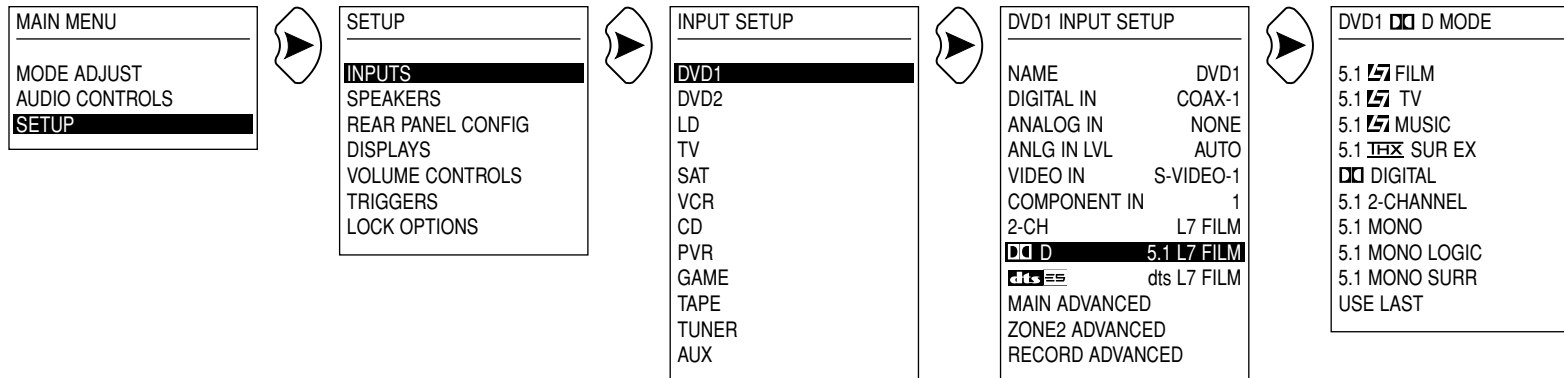 MAIN MENU
MODE ADJUST
AUDIO CONTROLS
SETUP
SETUP
INPUTS
SPEAKERS
REAR PANEL CONFIG
DISPLAYS
VOLUME CONTROLS
TRIGGERS
LOCK OPTIONS
INPUT SETUP
DVD1
DVD2
LD
TV
SAT
VCR
CD
PVR
GAME
TAPE
TUNER
AUX
DVD1 INPUT SETUP
NAME DVD1
DIGITAL IN COAX-1
ANALOG IN NONE
ANLG IN LVL AUTO
VIDEO IN S-VIDEO-1
COMPONENT IN 1
2-CH L7 FILM
D 5.1 L7 FILM
dts ES dts L7 FILM
MAIN ADVANCED
ZONE2 ADVANCED
RECORD ADVANCED
DVD1 D MODE
5.1 L7 FILM
5.1 L7 TV
5.1 L7 MUSIC
5.1 THX SUR EX
DIGITAL
5.1 2-CHANNEL
5.1 MONO
5.1 MONO LOGIC
5.1 MONO SURR
USE LAST